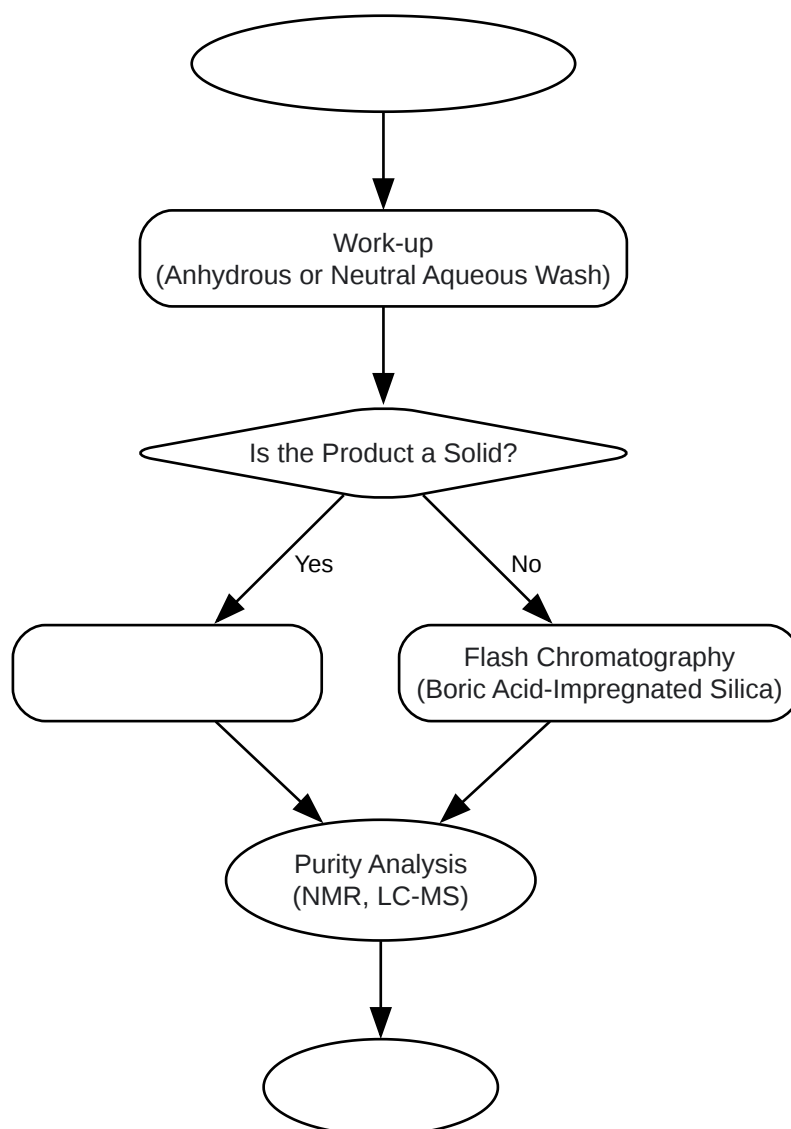 Work-up
(Anhydrous or Neutral Aqueous Wash)
Is the Product a Solid?
Yes
No
Flash Chromatography
(Boric Acid-Impregnated Silica)
Purity Analysis
(NMR, LC-MS)